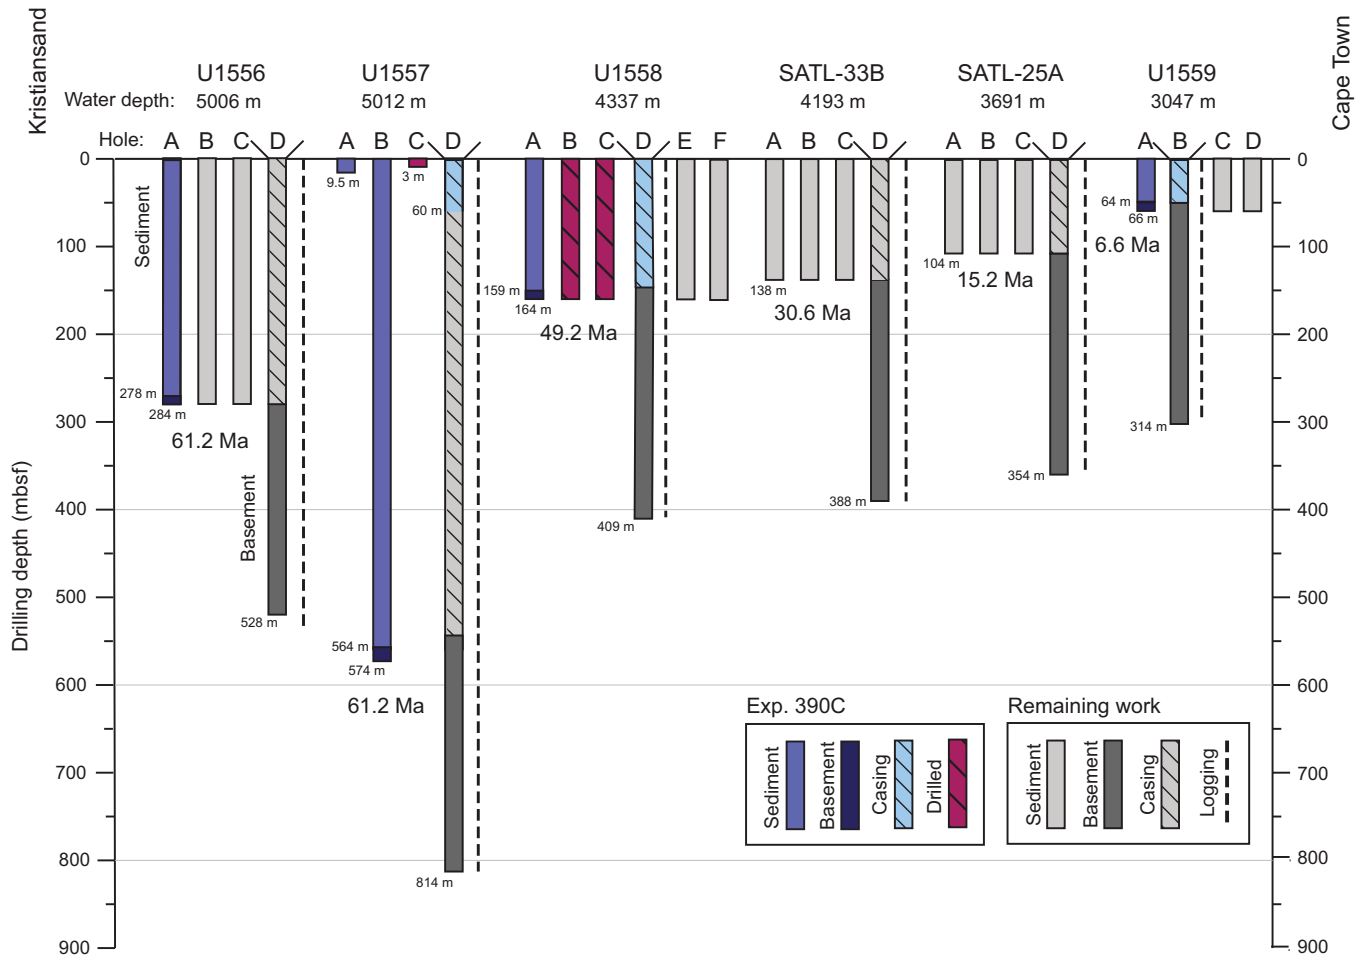 Kristiansand
Cape Town
U1556 U1557 U1558 SATL-33B SATL-25A U1559
Water depth: 5006 m 5012 m 4337 m 4193 m 3691 m 3047 m
Hole: A B C D A B C D A B C D E F A B C D A B C D A B C D
Drilling depth (mbsf)
0
100
200
300
400
500
600
700
800
900
Sediment
278 m
284 m
61.2 Ma
Basement
528 m
9.5 m
3 m
60 m
564 m
574 m
61.2 Ma
814 m
159 m
164 m
49.2 Ma
409 m
138 m
30.6 Ma
388 m
104 m
15.2 Ma
354 m
64 m
66 m
6.6 Ma
314 m
0
100
200
300
400
500
600
700
800
900
Exp. 390C
Sediment
Basement
Casing
Drilled
Remaining work
Sediment
Basement
Casing
Logging